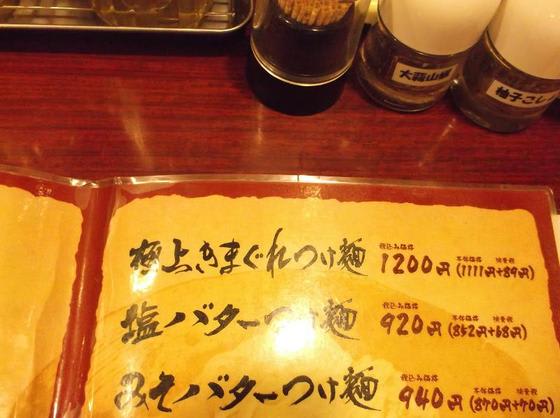 大蒜山椒
柚子こしょ
極上きまぐれつけ麺 税込み価格 1200円 本体価格 消費税 (1111円+89円)
塩バターつけ麺 税込み価格 920円 本体価格 消費税 (852円+68円)
みそバターつけ麺 税込み価格 940円 本体価格 消費税 (870円+70円)